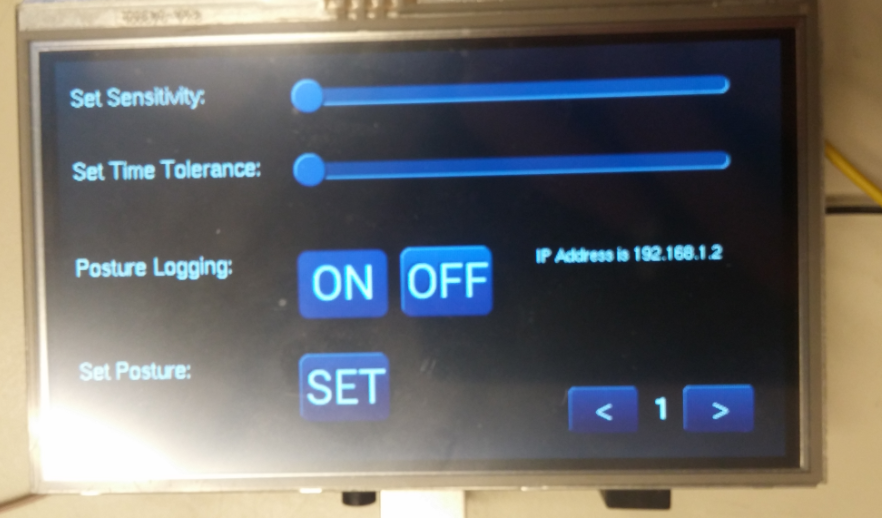 Set Sensitivity:
Set Time Tolerance:
Posture Logging:
ON
OFF
IP Address is 192.168.1.2
Set Posture:
SET
<
1
>